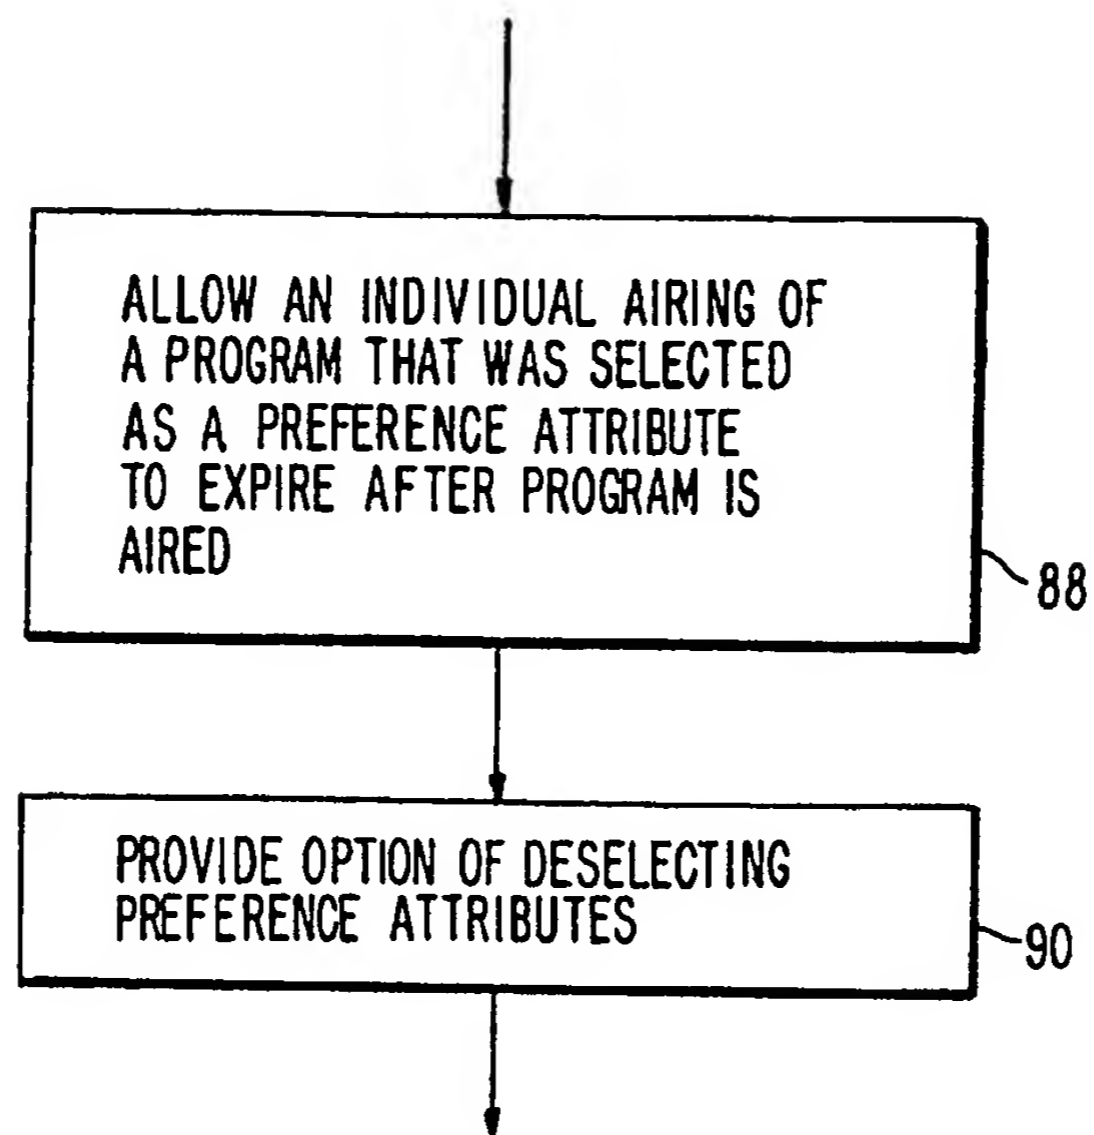 ALLOW AN INDIVIDUAL AIRING OF
A PROGRAM THAT WAS SELECTED
AS A PREFERENCE ATTRIBUTE
TO EXPIRE AFTER PROGRAM IS
AIRED
88
PROVIDE OPTION OF DESELECTING
PREFERENCE ATTRIBUTES
90